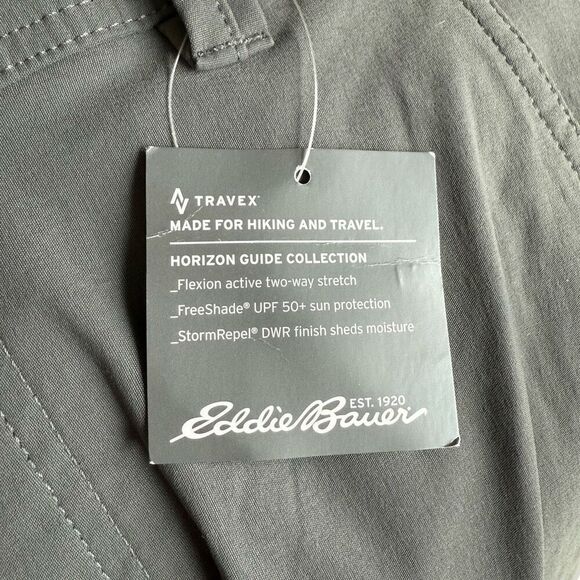 TRAVEX
MADE FOR HIKING AND TRAVEL.
HORIZON GUIDE COLLECTION
_Flexion active two-way stretch
_FreeShade® UPF 50+ sun protection
_StormRepel® DWR finish sheds moisture
EST. 1920
Eddie Bauer